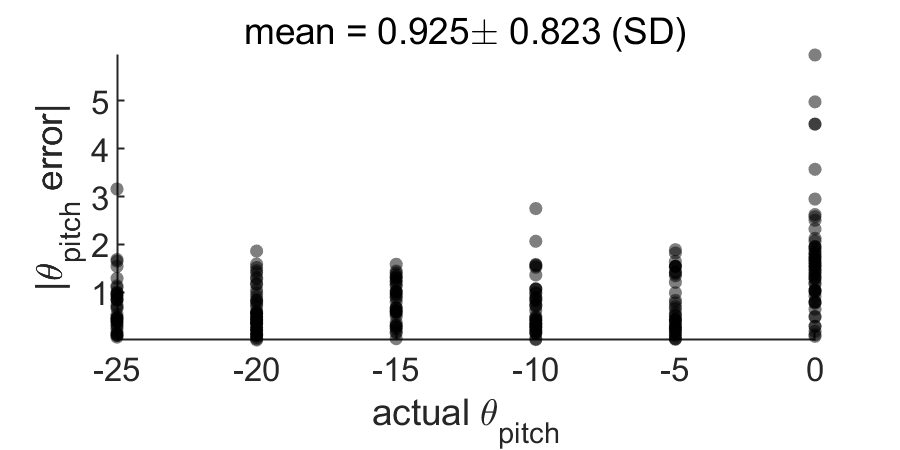 mean = 0.925± 0.823 (SD)
|θpitch error|
5
4
3
2
1
-25 -20 -15 -10 -5 0
actual θpitch